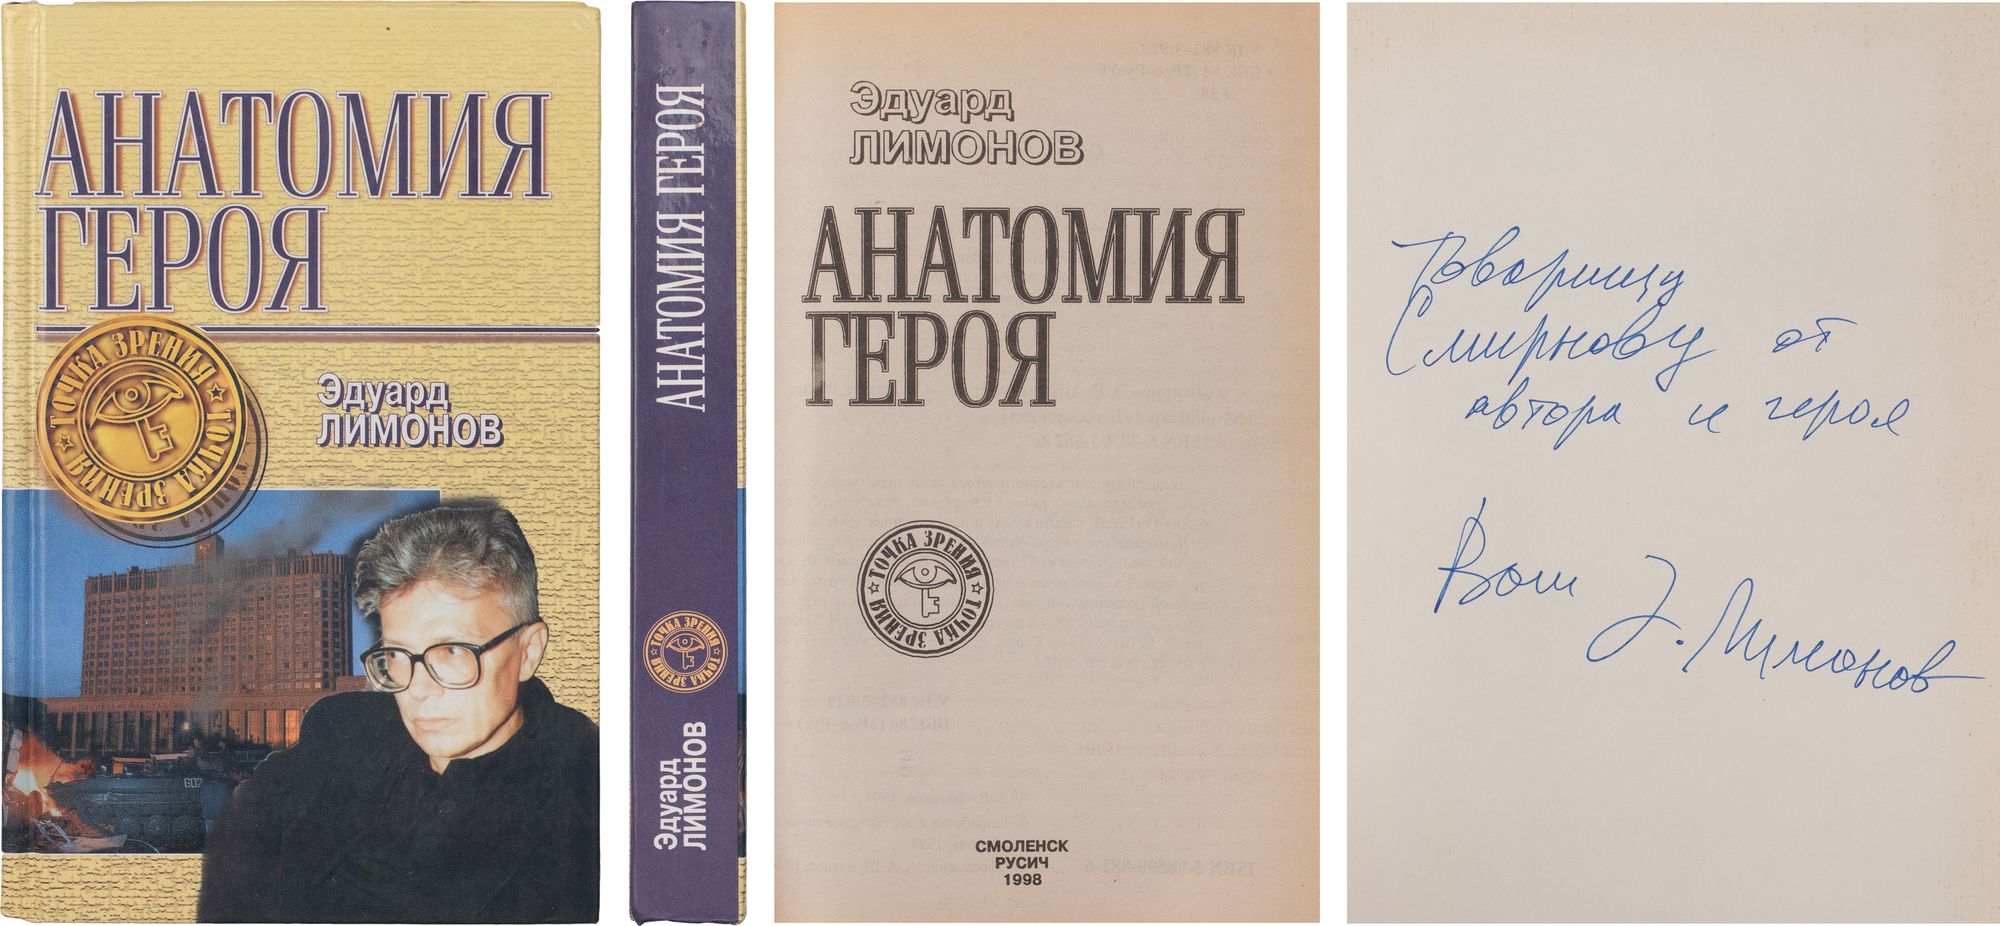 АНАТОМИЯ
ГЕРОЯ
ТОЧКА ЗРЕНИЯ
ТОЧКА ЗРЕНИЯ
Эдуард
ЛИМОНОВ
607
АНАТОМИЯ ГЕРОЯ
ТОЧКА ЗРЕНИЯ
ТОЧКА
Эдуард
ЛИМОНОВ
Эдуард
ЛИМОНОВ
АНАТОМИЯ
ГЕРОЯ
ТОЧКА ЗРЕНИЯ
ТОЧКА ЗРЕНИЯ
СМОЛЕНСК
РУСИЧ
1998
Товарищу
Смирнову от
автора и героя
Ваш
Э. Лимонов